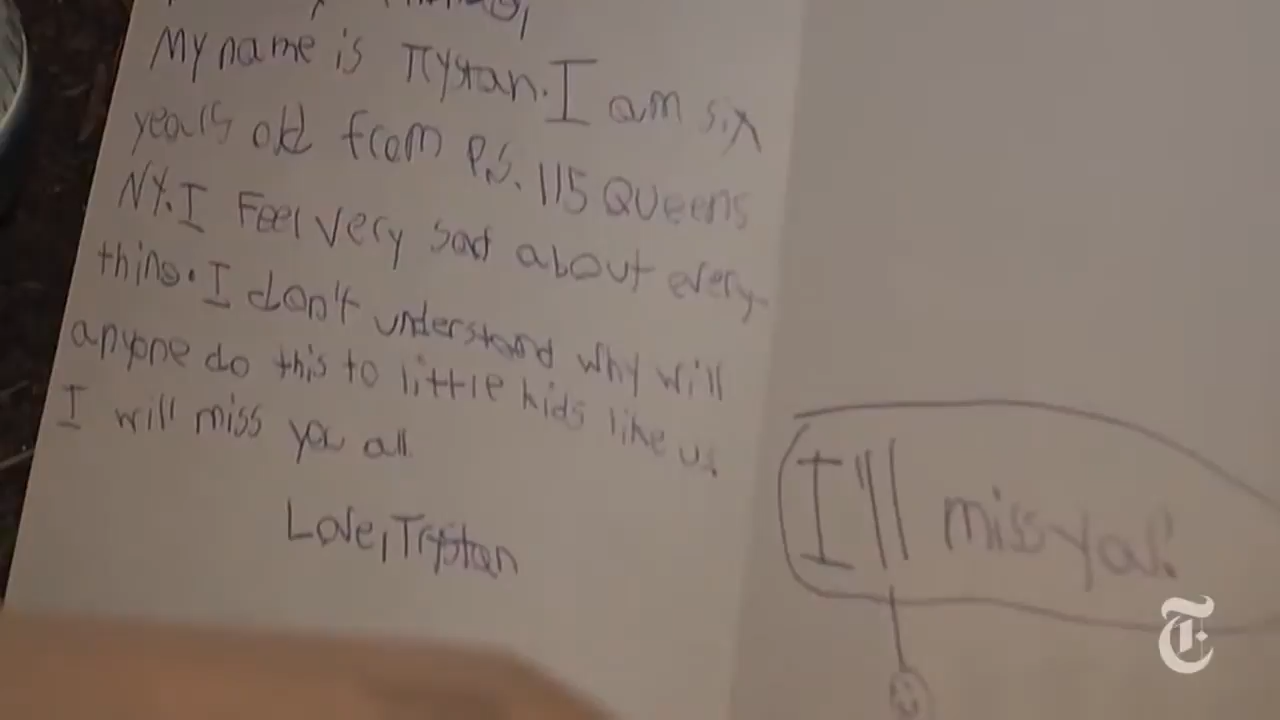 My name is Trystan. I am six
years old from P.S. 115 Queens
NY. I Feel very sad about every-
thing. I don't understand why will
anyone do this to little kids like us.
I will miss you all
Love, Trystan
I'll miss you!
T